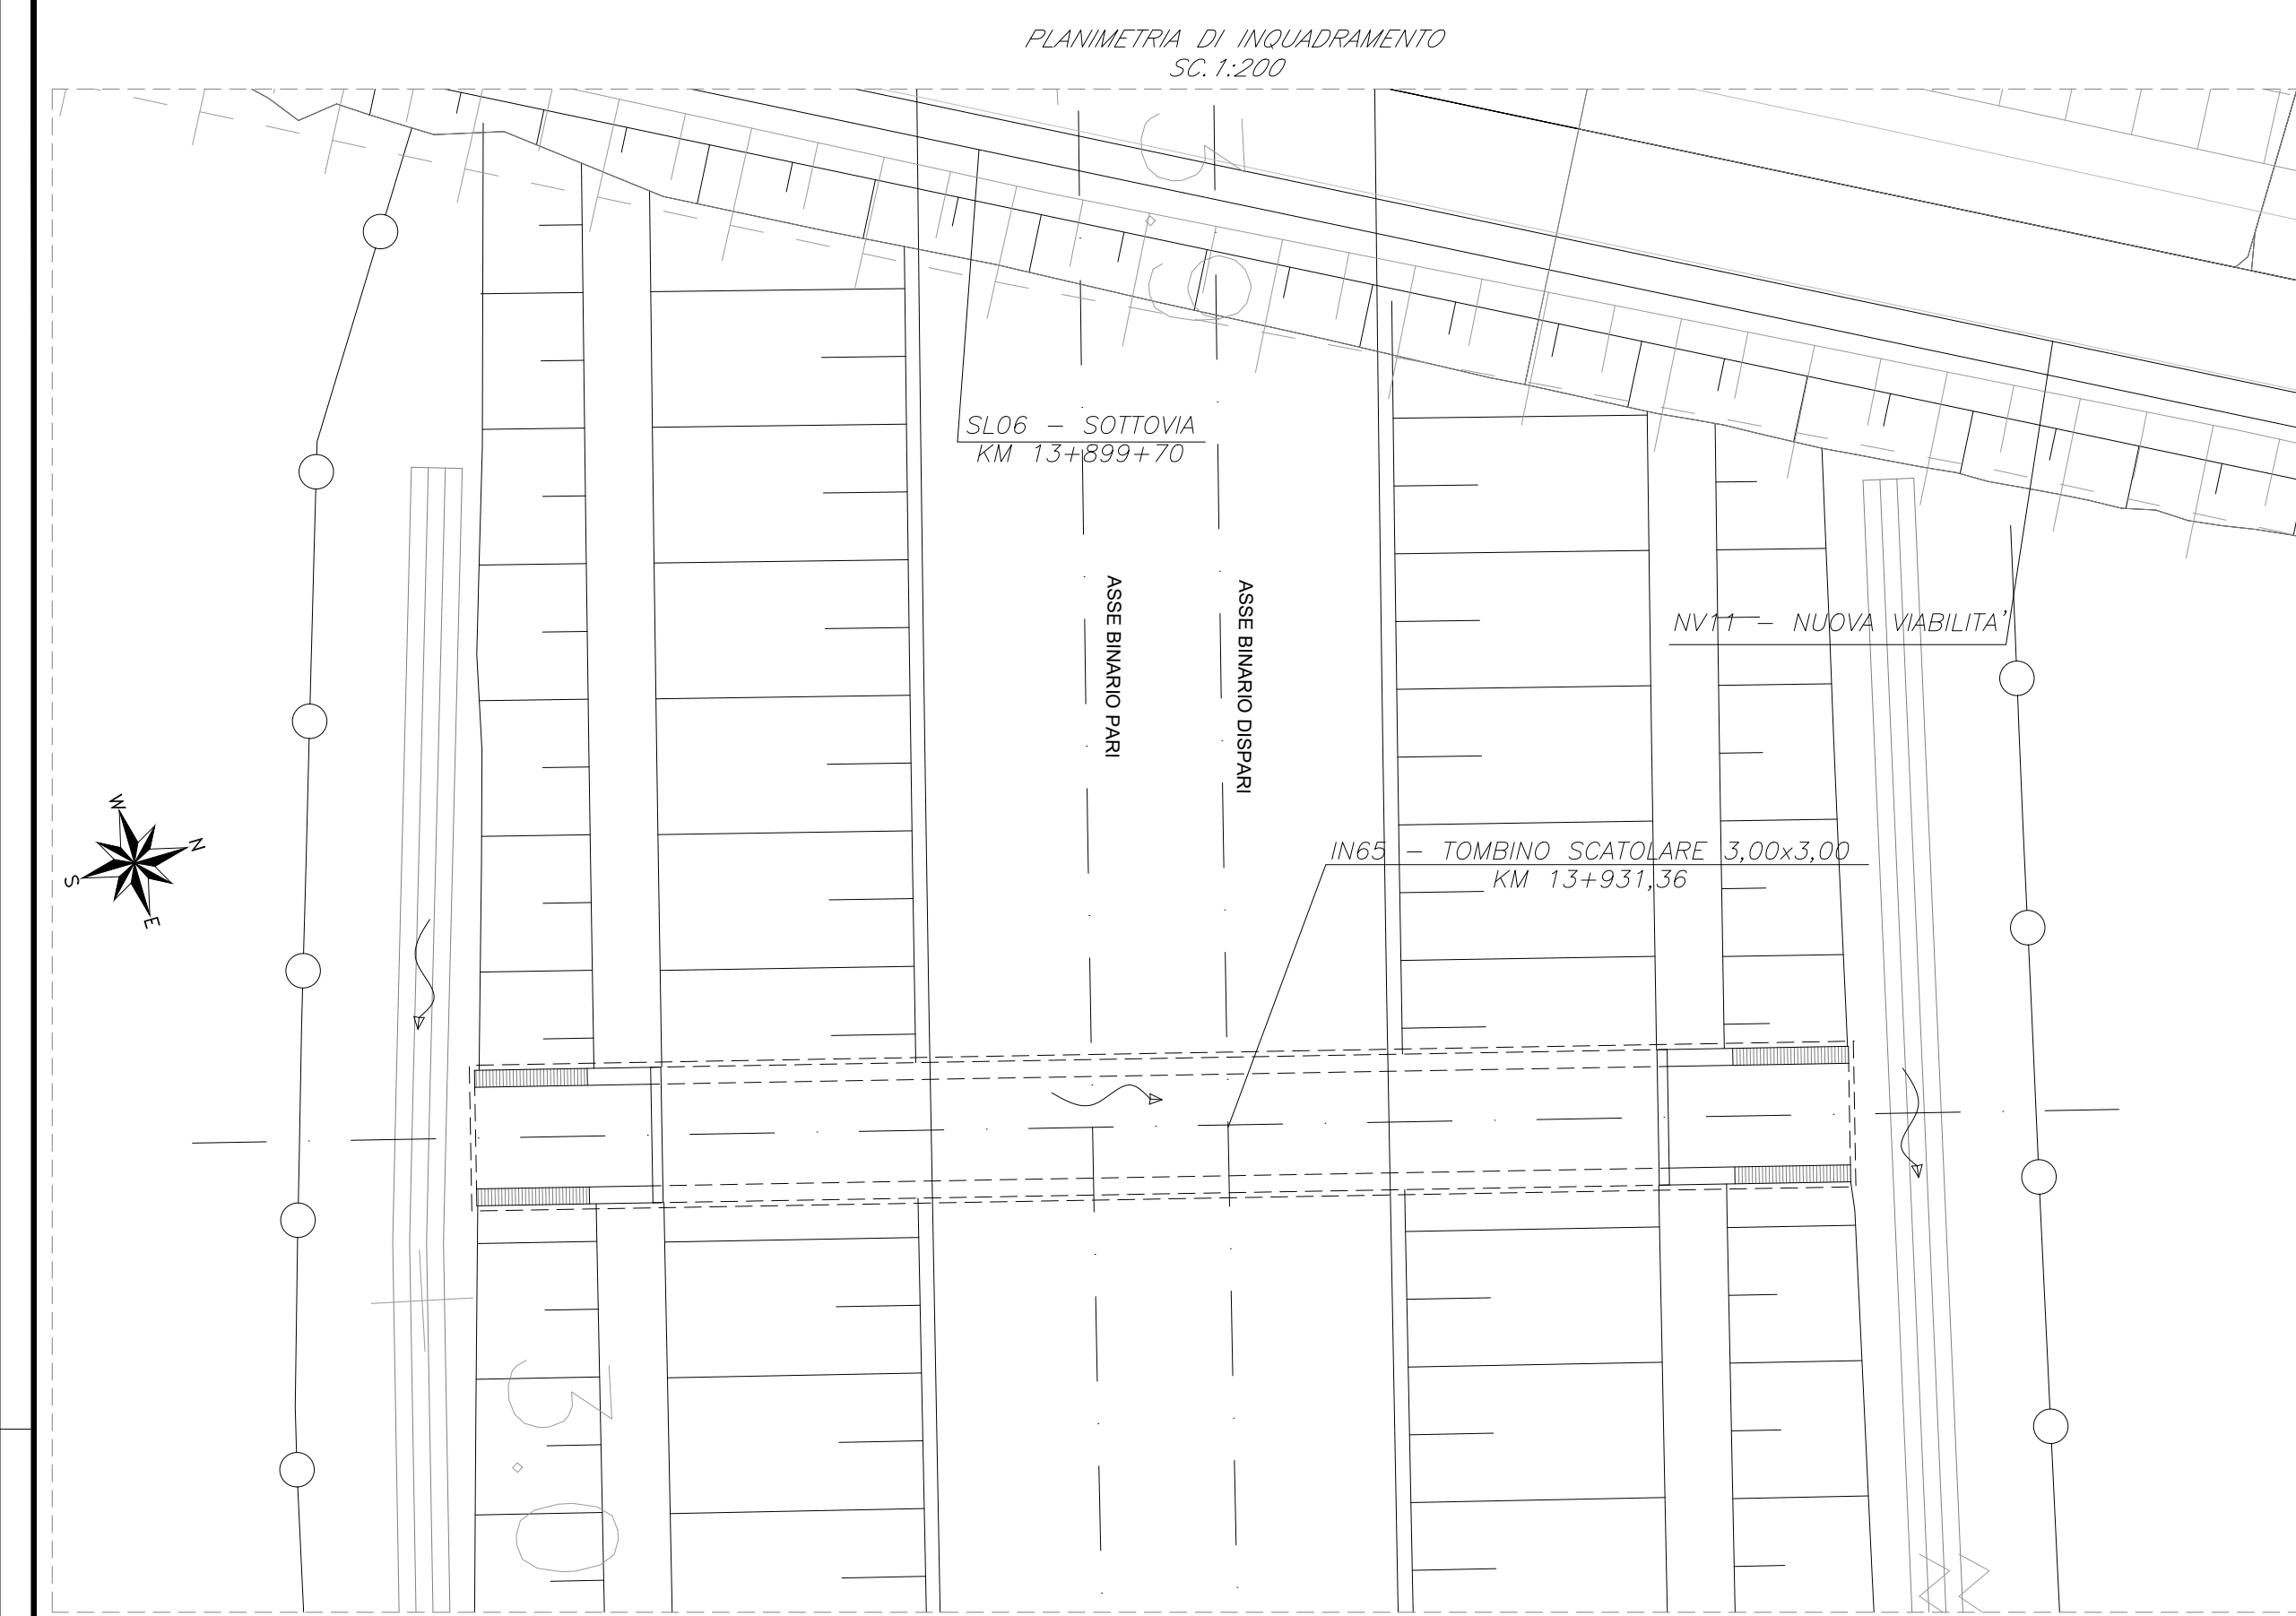 PLANIMETRIA DI INQUADRAMENTO
SC.1:200
SL06 – SOTTOVIA
KM 13+899+70
ASSE BINARIO PARI
ASSE BINARIO DISPARI
NV11 – NUOVA VIABILITA'
IN65 – TOMBINO SCATOLARE 3,00x3,00
KM 13+931,36
W
N
S
E